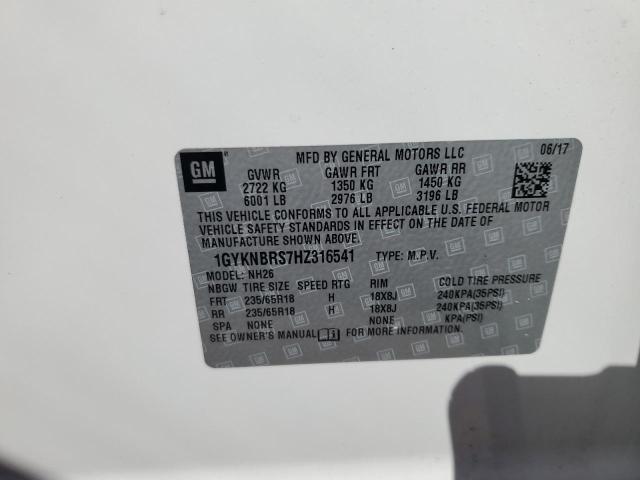 GM MFD BY GENERAL MOTORS LLC 06/17
GVWR GAWR FRT GAWR RR
2722 KG 1350 KG 1450 KG
6001 LB 2976 LB 3196 LB
THIS VEHICLE CONFORMS TO ALL APPLICABLE U.S. FEDERAL MOTOR
VEHICLE SAFETY STANDARDS IN EFFECT ON THE DATE OF
MANUFACTURE SHOWN ABOVE.
1GYKNBRS7HZ316541 TYPE: M.P.V.
MODEL: NH26
NBGW TIRE SIZE SPEED RTG RIM COLD TIRE PRESSURE
FRT 235/65R18 H 18X8J 240KPA(35PSI)
RR 235/65R18 H 18X8J 240KPA(35PSI)
SPA NONE NONE KPA(PSI)
SEE OWNER'S MANUAL FOR MORE INFORMATION.